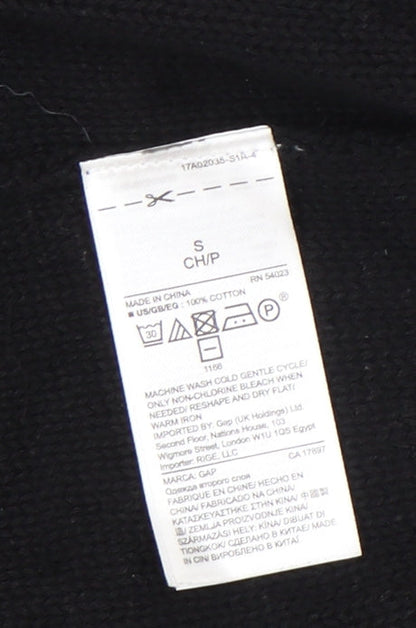 17A02035-S1A-4
S
CH/P
RN 54023
MADE IN CHINA
■ US/GB/EQ | 100% COTTON
30 P ®
1166
MACHINE WASH COLD GENTLE CYCLE/
ONLY NON-CHLORINE BLEACH WHEN
NEEDED/ RESHAPE AND DRY FLAT/
WARM IRON
IMPORTED BY: Gap (UK Holdings) Ltd.
Second Floor, Nations House, 103
Wigmore Street, London W1U 1QS Egypt
Importer: RIGE, LLC
CA 17897
MARCA: GAP
Одежда второго слоя
FABRIQUE EN CHINE/ HECHO EN
CHINA/ FABRICADO NA CHINA/
ΚΑΤΑΣΚΕΥΑΣΤΗΚΕ ΣΤΗΝ ΚΙΝΑ/ 中國製
造/ ZEMLJA PROIZVODNJE KINA/
SZÁRMAZÁSI HELY: KÍNA/ DIBUAT DI
TIONGKOK/ СДЕЛАНО В КИТАЕ/ MADE
IN CIN/ ВИРОБЛЕНО В КИТАЇ/